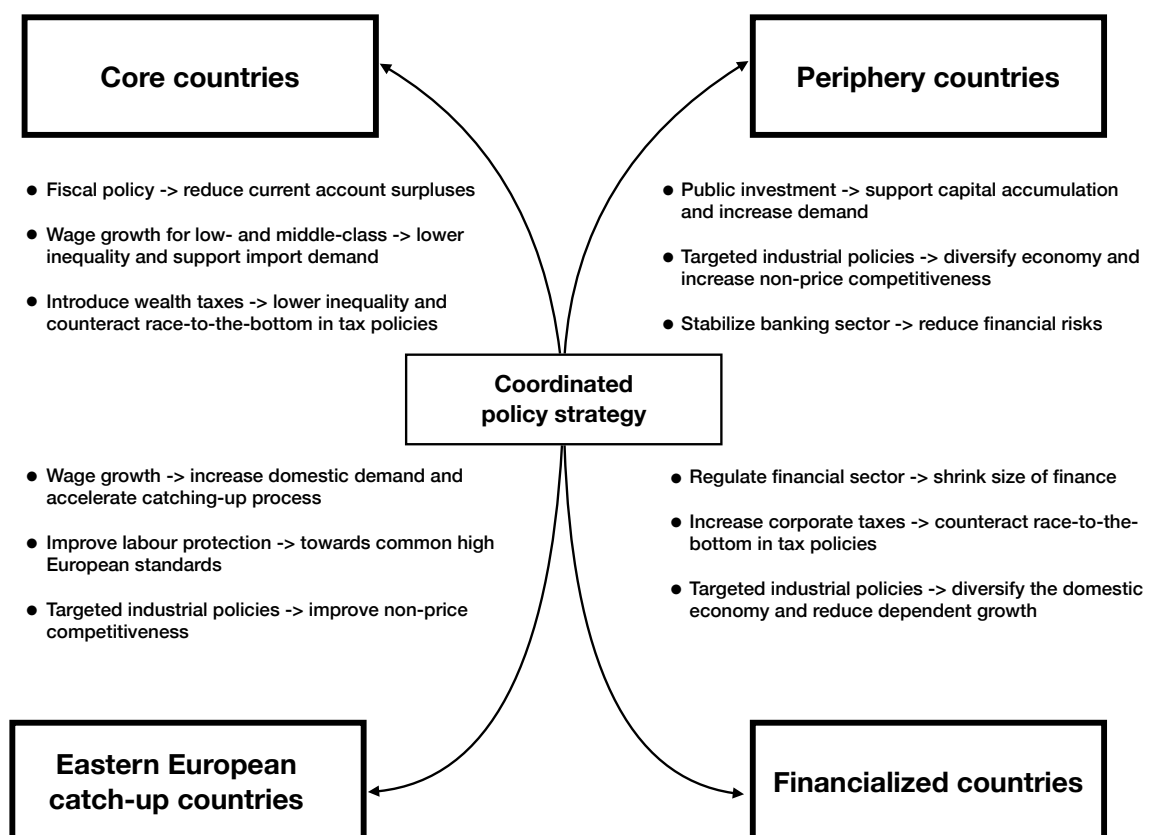 Core countries
● Fiscal policy -> reduce current account surpluses
● Wage growth for low- and middle-class -> lower
inequality and support import demand
● Introduce wealth taxes -> lower inequality and
counteract race-to-the-bottom in tax policies
Periphery countries
● Public investment -> support capital accumulation
and increase demand
● Targeted industrial policies -> diversify economy and
increase non-price competitiveness
● Stabilize banking sector -> reduce financial risks
Coordinated
policy strategy
● Wage growth -> increase domestic demand and
accelerate catching-up process
● Improve labour protection -> towards common high
European standards
● Targeted industrial policies -> improve non-price
competitiveness
Eastern European
catch-up countries
● Regulate financial sector -> shrink size of finance
● Increase corporate taxes -> counteract race-to-the-
bottom in tax policies
● Targeted industrial policies -> diversify the domestic
economy and reduce dependent growth
Financialized countries